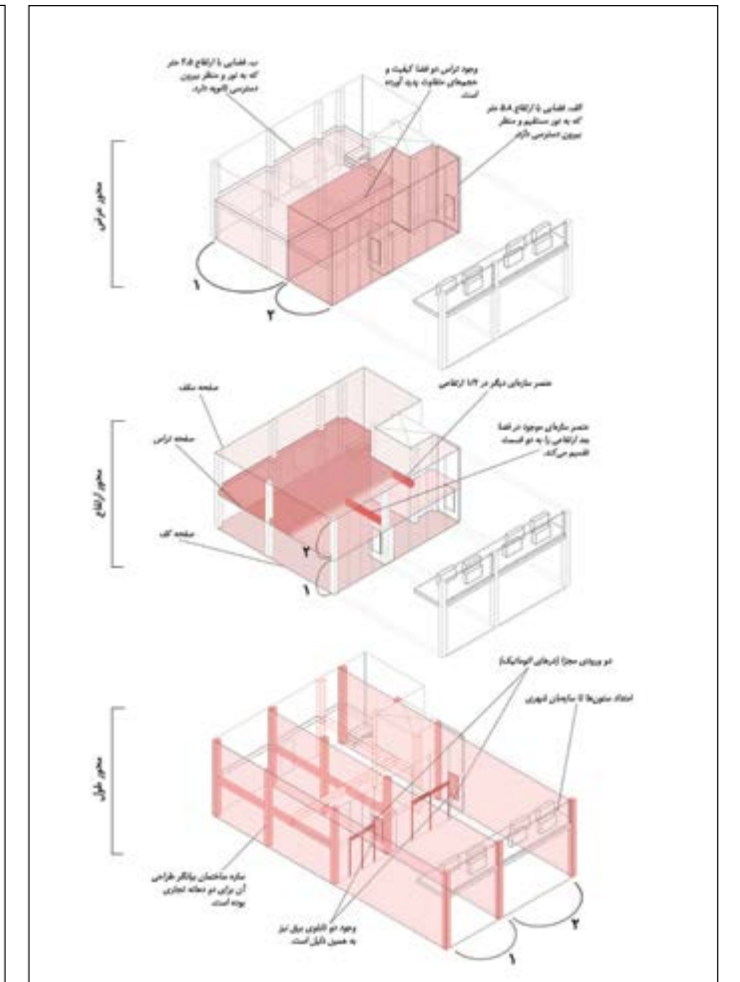 ب. فضایی با ارتفاع ۲.۵ متر
که به نور و منظر بیرون
دسترسی ثانویه دارد.
وجود تراس دو فضا کیفیت و
حجم‌های متفاوت پدید آورده
است.
الف. فضایی با ارتفاع ۵.۸ متر
که به نور مستقیم و منظر
بیرون دسترسی دارد.
محور عرضی
۱
۲
صفحه سقف
عنصر سازه‌ای دیگر در ۱/۲ ارتفاعی
صفحه تراس
عنصر سازه‌ای موجود در فضا
بعد ارتفاعی را به دو قسمت
تقسیم می‌کند.
محور ارتفاع
صفحه کف
۲
۱
دو ورودی مجزا (درهای اتوماتیک)
امتداد ستون‌ها تا سازمان شهری
محور طولی
سازه ساختمان بیانگر طراحی
آن برای دو دهانه تجاری
بوده است.
وجود دو تابلوی برق نیز
به همین دلیل است.
۲
۱